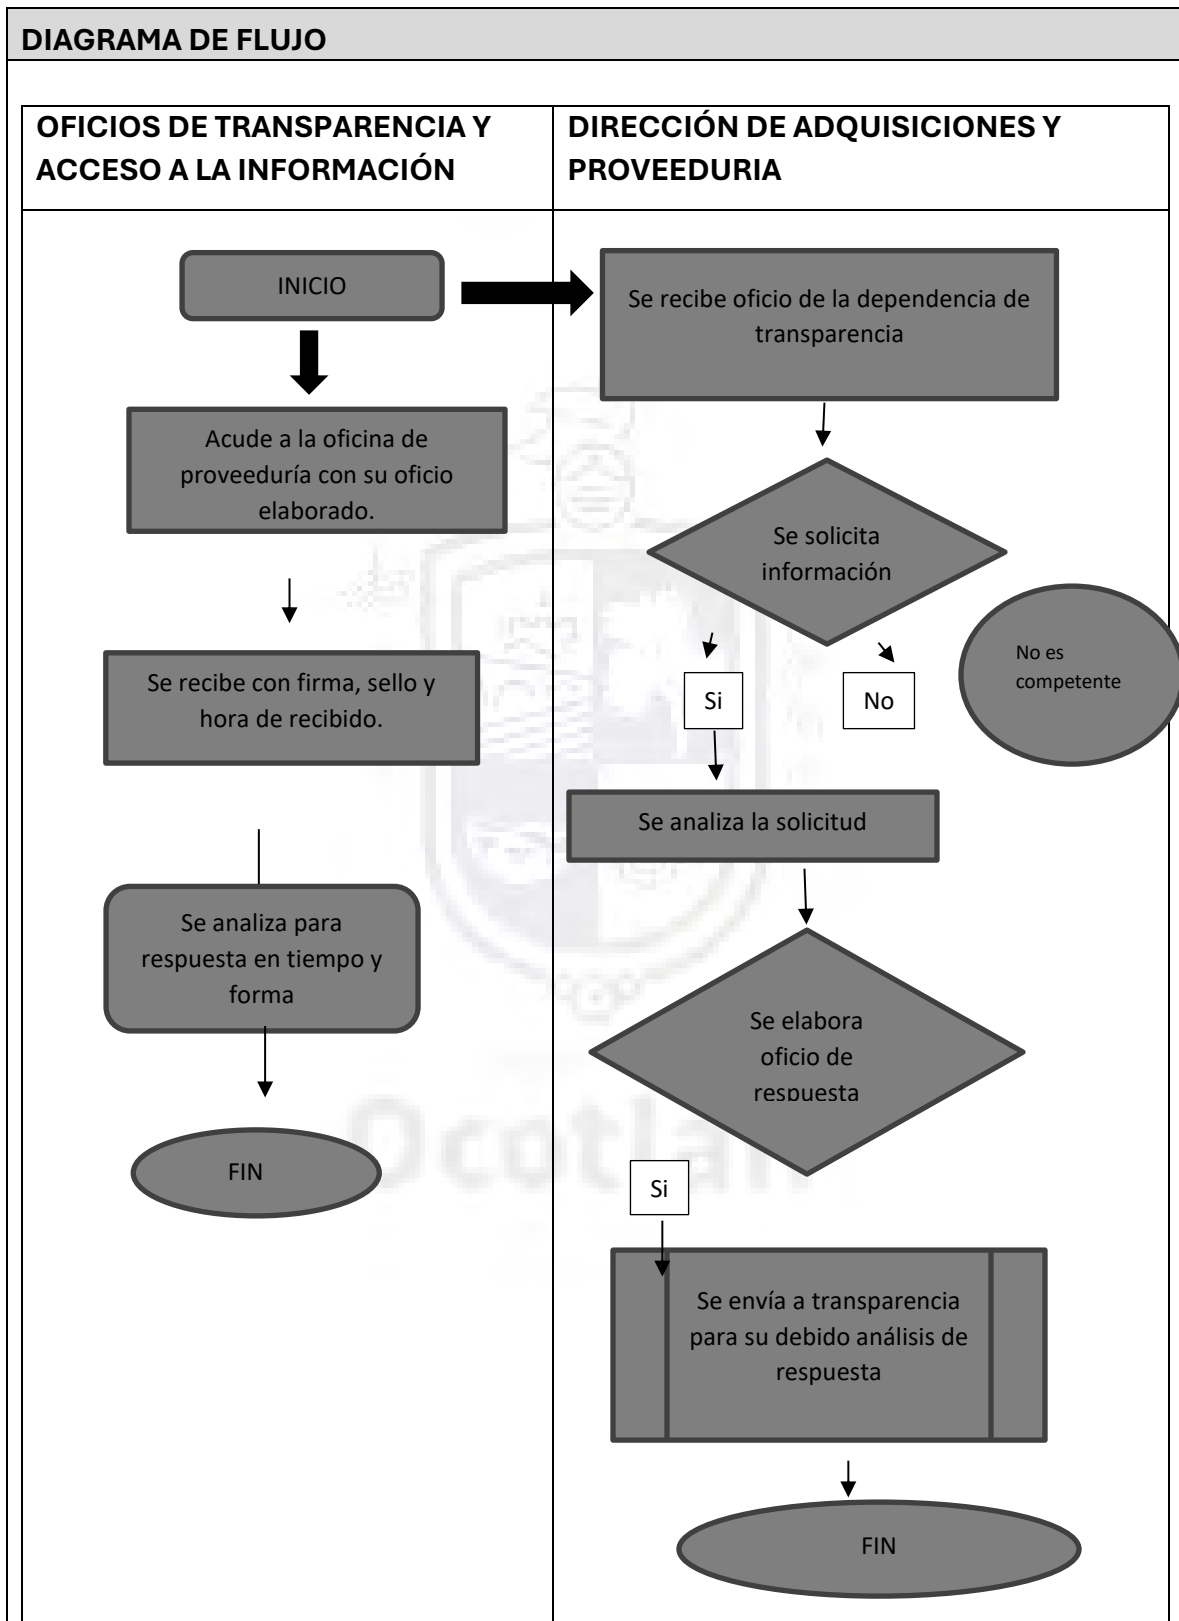 DIAGRAMA DE FLUJO
OFICIOS DE TRANSPARENCIA Y
ACCESO A LA INFORMACIÓN
DIRECCIÓN DE ADQUISICIONES Y
PROVEEDURIA
INICIO
Acude a la oficina de
proveeduría con su oficio
elaborado.
Se recibe con firma, sello y
hora de recibido.
Se analiza para
respuesta en tiempo y
forma
FIN
Se recibe oficio de la dependencia de
transparencia
Se solicita
información
Si
No
No es
competente
Se analiza la solicitud
Se elabora
oficio de
respuesta
Si
Se envía a transparencia
para su debido análisis de
respuesta
FIN
Ocotlán